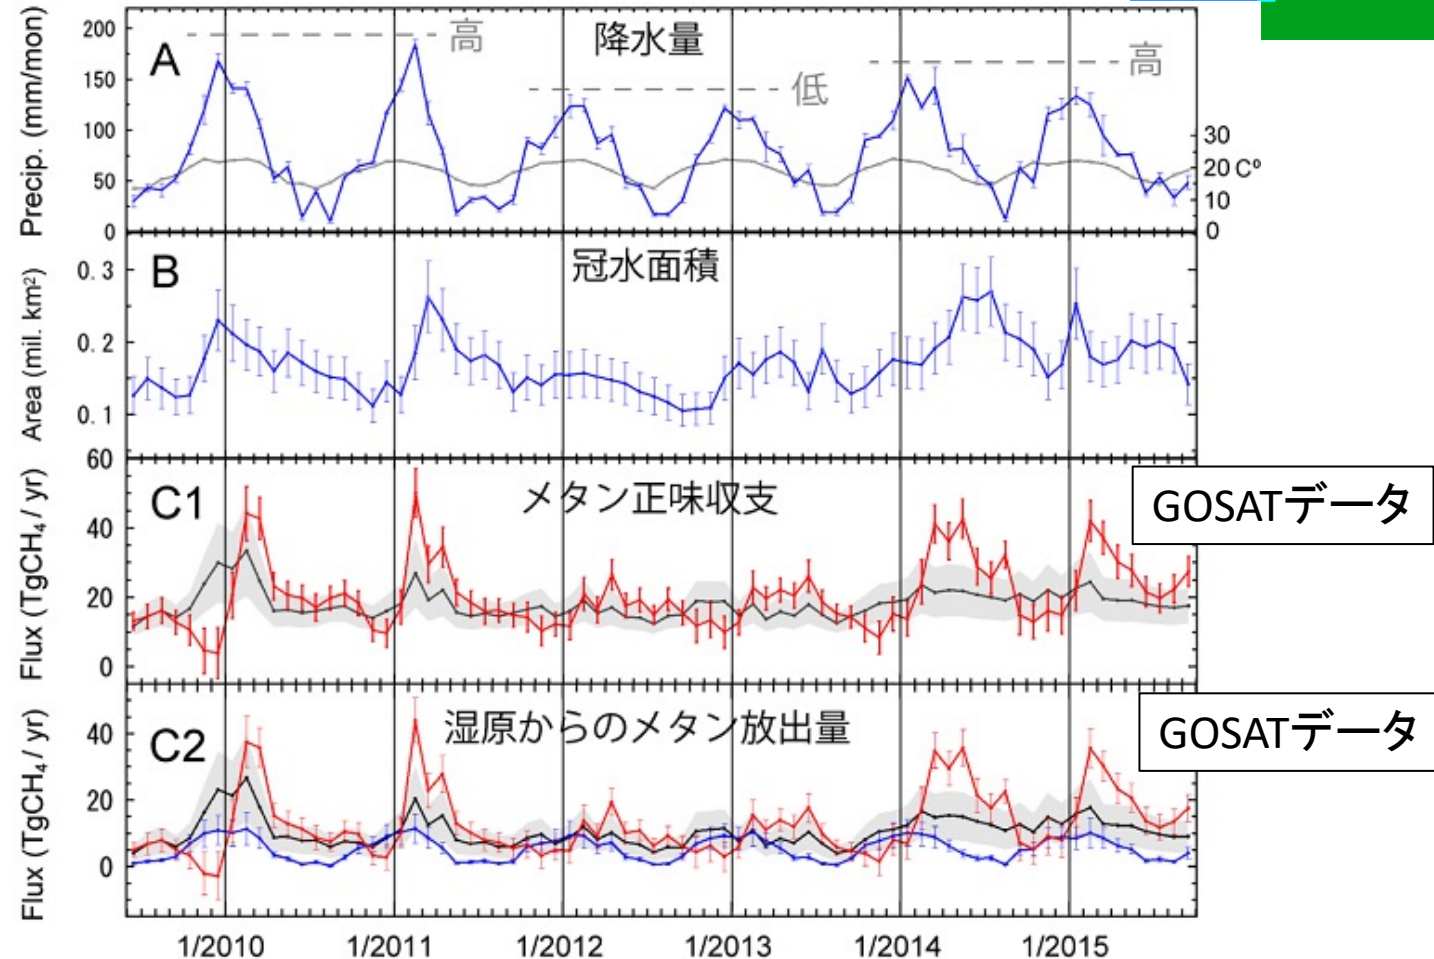 Precip. (mm/mon)
200
150
100
50
0
A
高
降水量
低
高
30
20 Cº
10
0
Area (mil. km²)
0.3
0.2
0.1
B
冠水面積
Flux (TgCH₄/ yr)
60
40
20
0
C1
メタン正味収支
GOSATデータ
Flux (TgCH₄/ yr)
40
20
0
C2
湿原からのメタン放出量
GOSATデータ
1/2010 1/2011 1/2012 1/2013 1/2014 1/2015